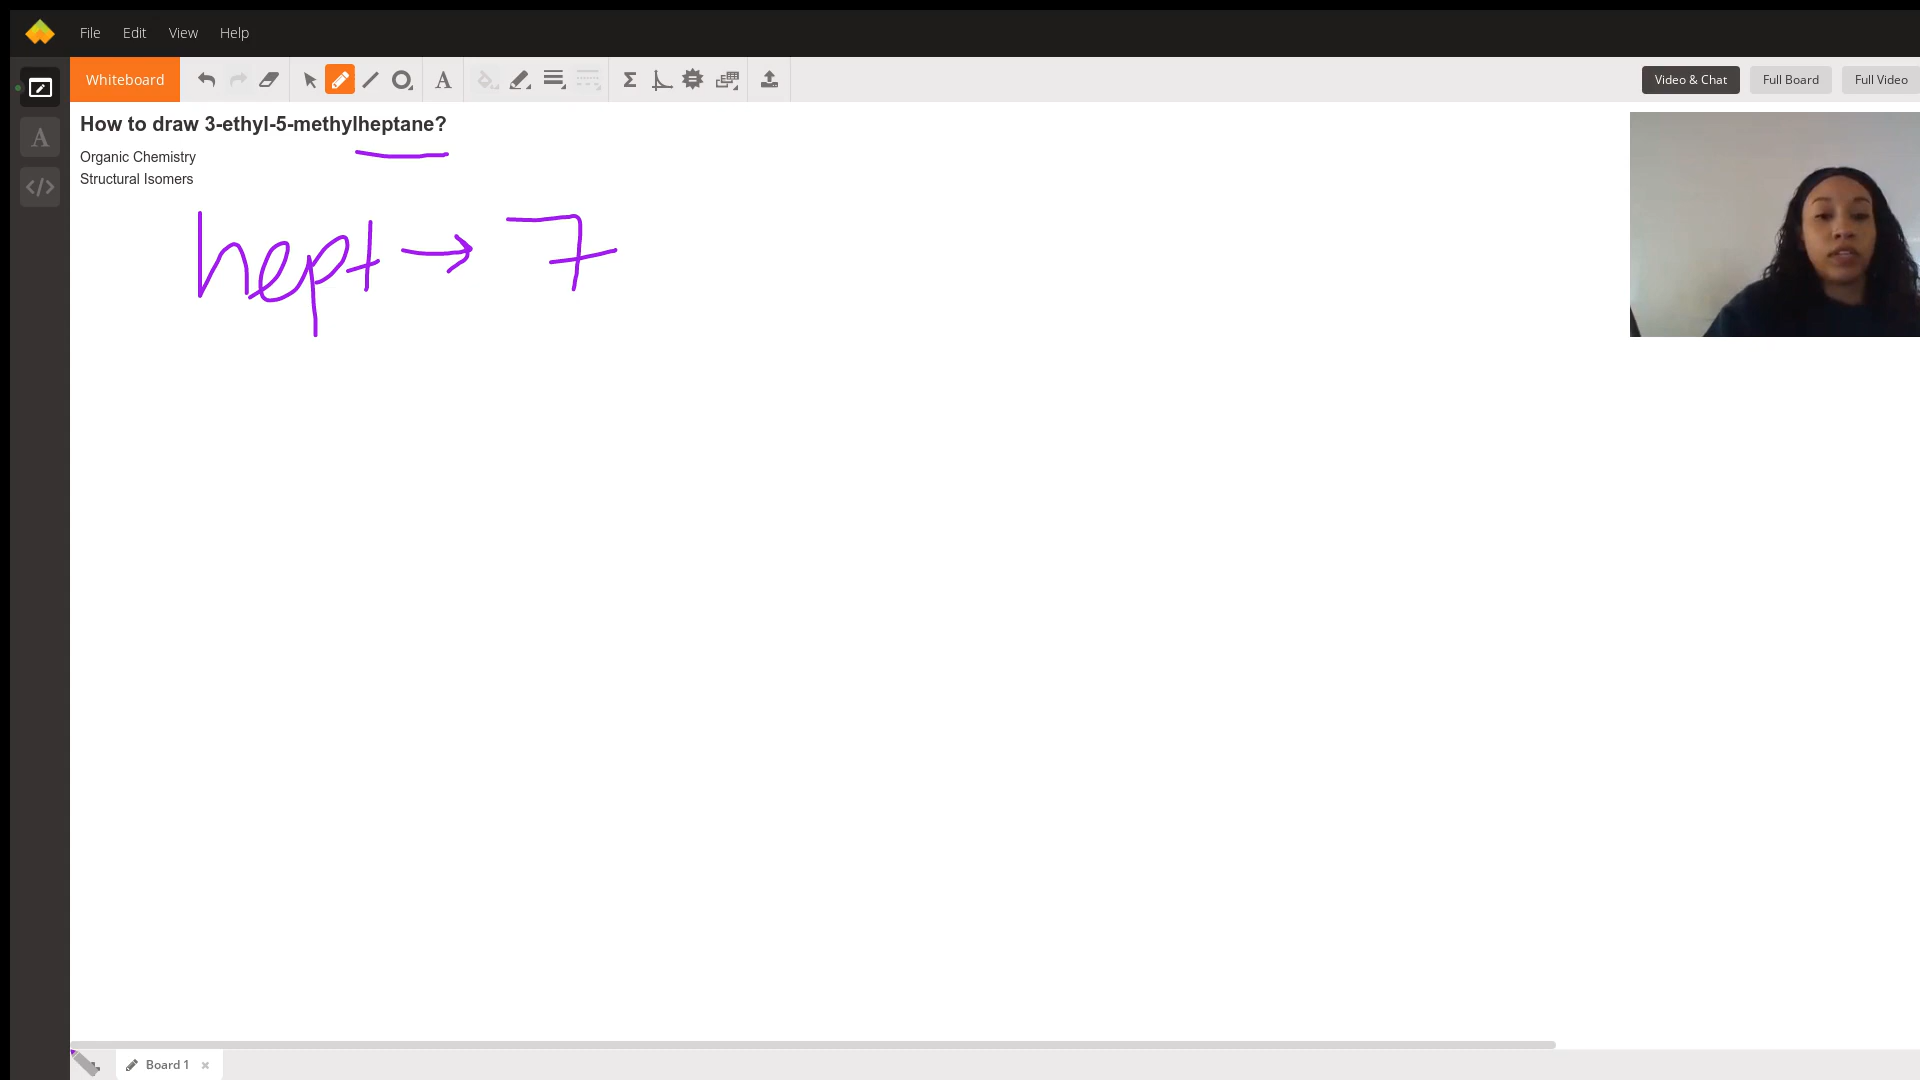 File Edit View Help
Whiteboard A Σ Video & Chat Full Board Full Video
A
</>
How to draw 3-ethyl-5-methylheptane?
Organic Chemistry
Structural Isomers
hept → 7
Board 1 ×